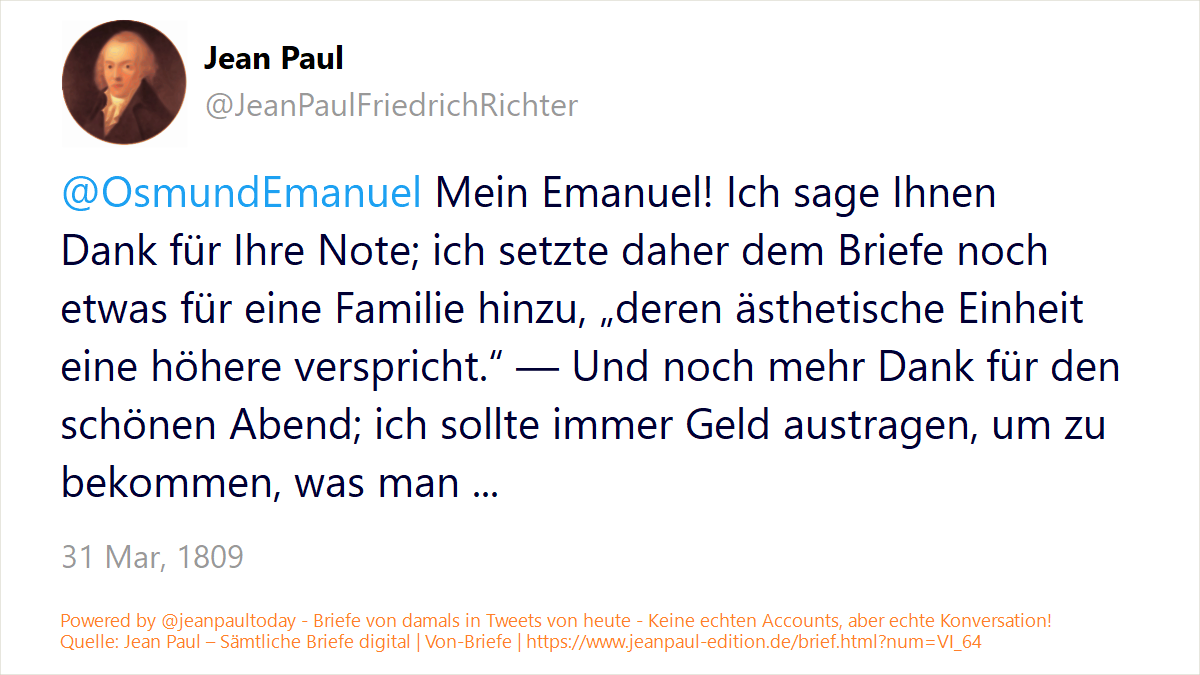 Jean Paul
@JeanPaulFriedrichRichter
@OsmundEmanuel Mein Emanuel! Ich sage Ihnen
Dank für Ihre Note; ich setzte daher dem Briefe noch
etwas für eine Familie hinzu, „deren ästhetische Einheit
eine höhere verspricht.“ — Und noch mehr Dank für den
schönen Abend; ich sollte immer Geld austragen, um zu
bekommen, was man ...
31 Mar, 1809
Powered by @jeanpaultoday - Briefe von damals in Tweets von heute - Keine echten Accounts, aber echte Konversation!
Quelle: Jean Paul – Sämtliche Briefe digital | Von-Briefe | https://www.jeanpaul-edition.de/brief.html?num=VI_64